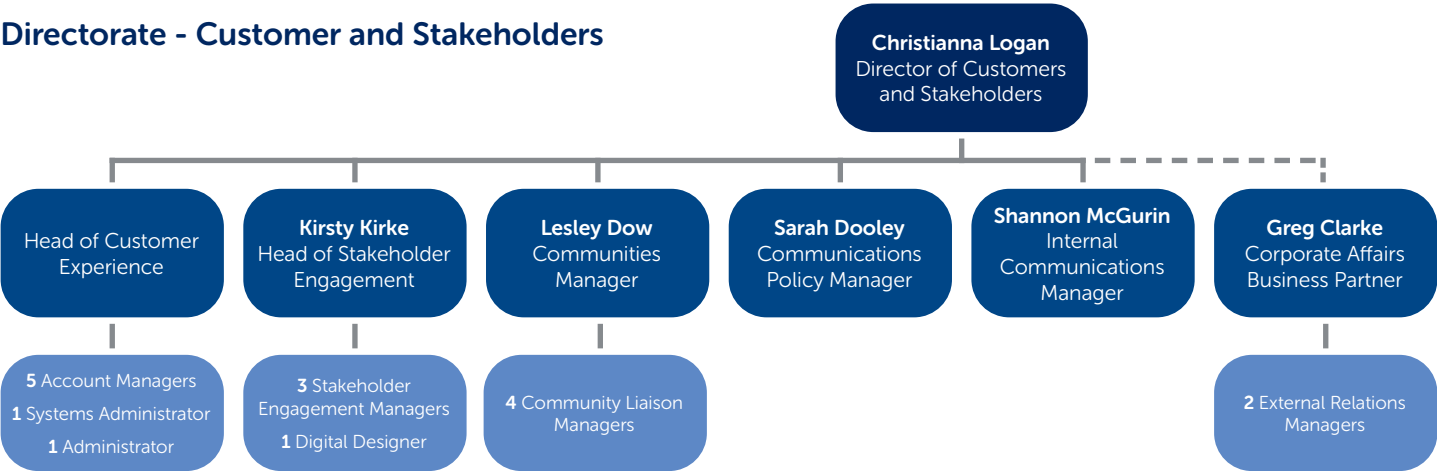 Directorate - Customer and Stakeholders
Christianna Logan
Director of Customers
and Stakeholders
Head of Customer
Experience
Kirsty Kirke
Head of Stakeholder
Engagement
Lesley Dow
Communities
Manager
Sarah Dooley
Communications
Policy Manager
Shannon McGurin
Internal
Communications
Manager
Greg Clarke
Corporate Affairs
Business Partner
5 Account Managers
1 Systems Administrator
1 Administrator
3 Stakeholder
Engagement Managers
1 Digital Designer
4 Community Liaison
Managers
2 External Relations
Managers